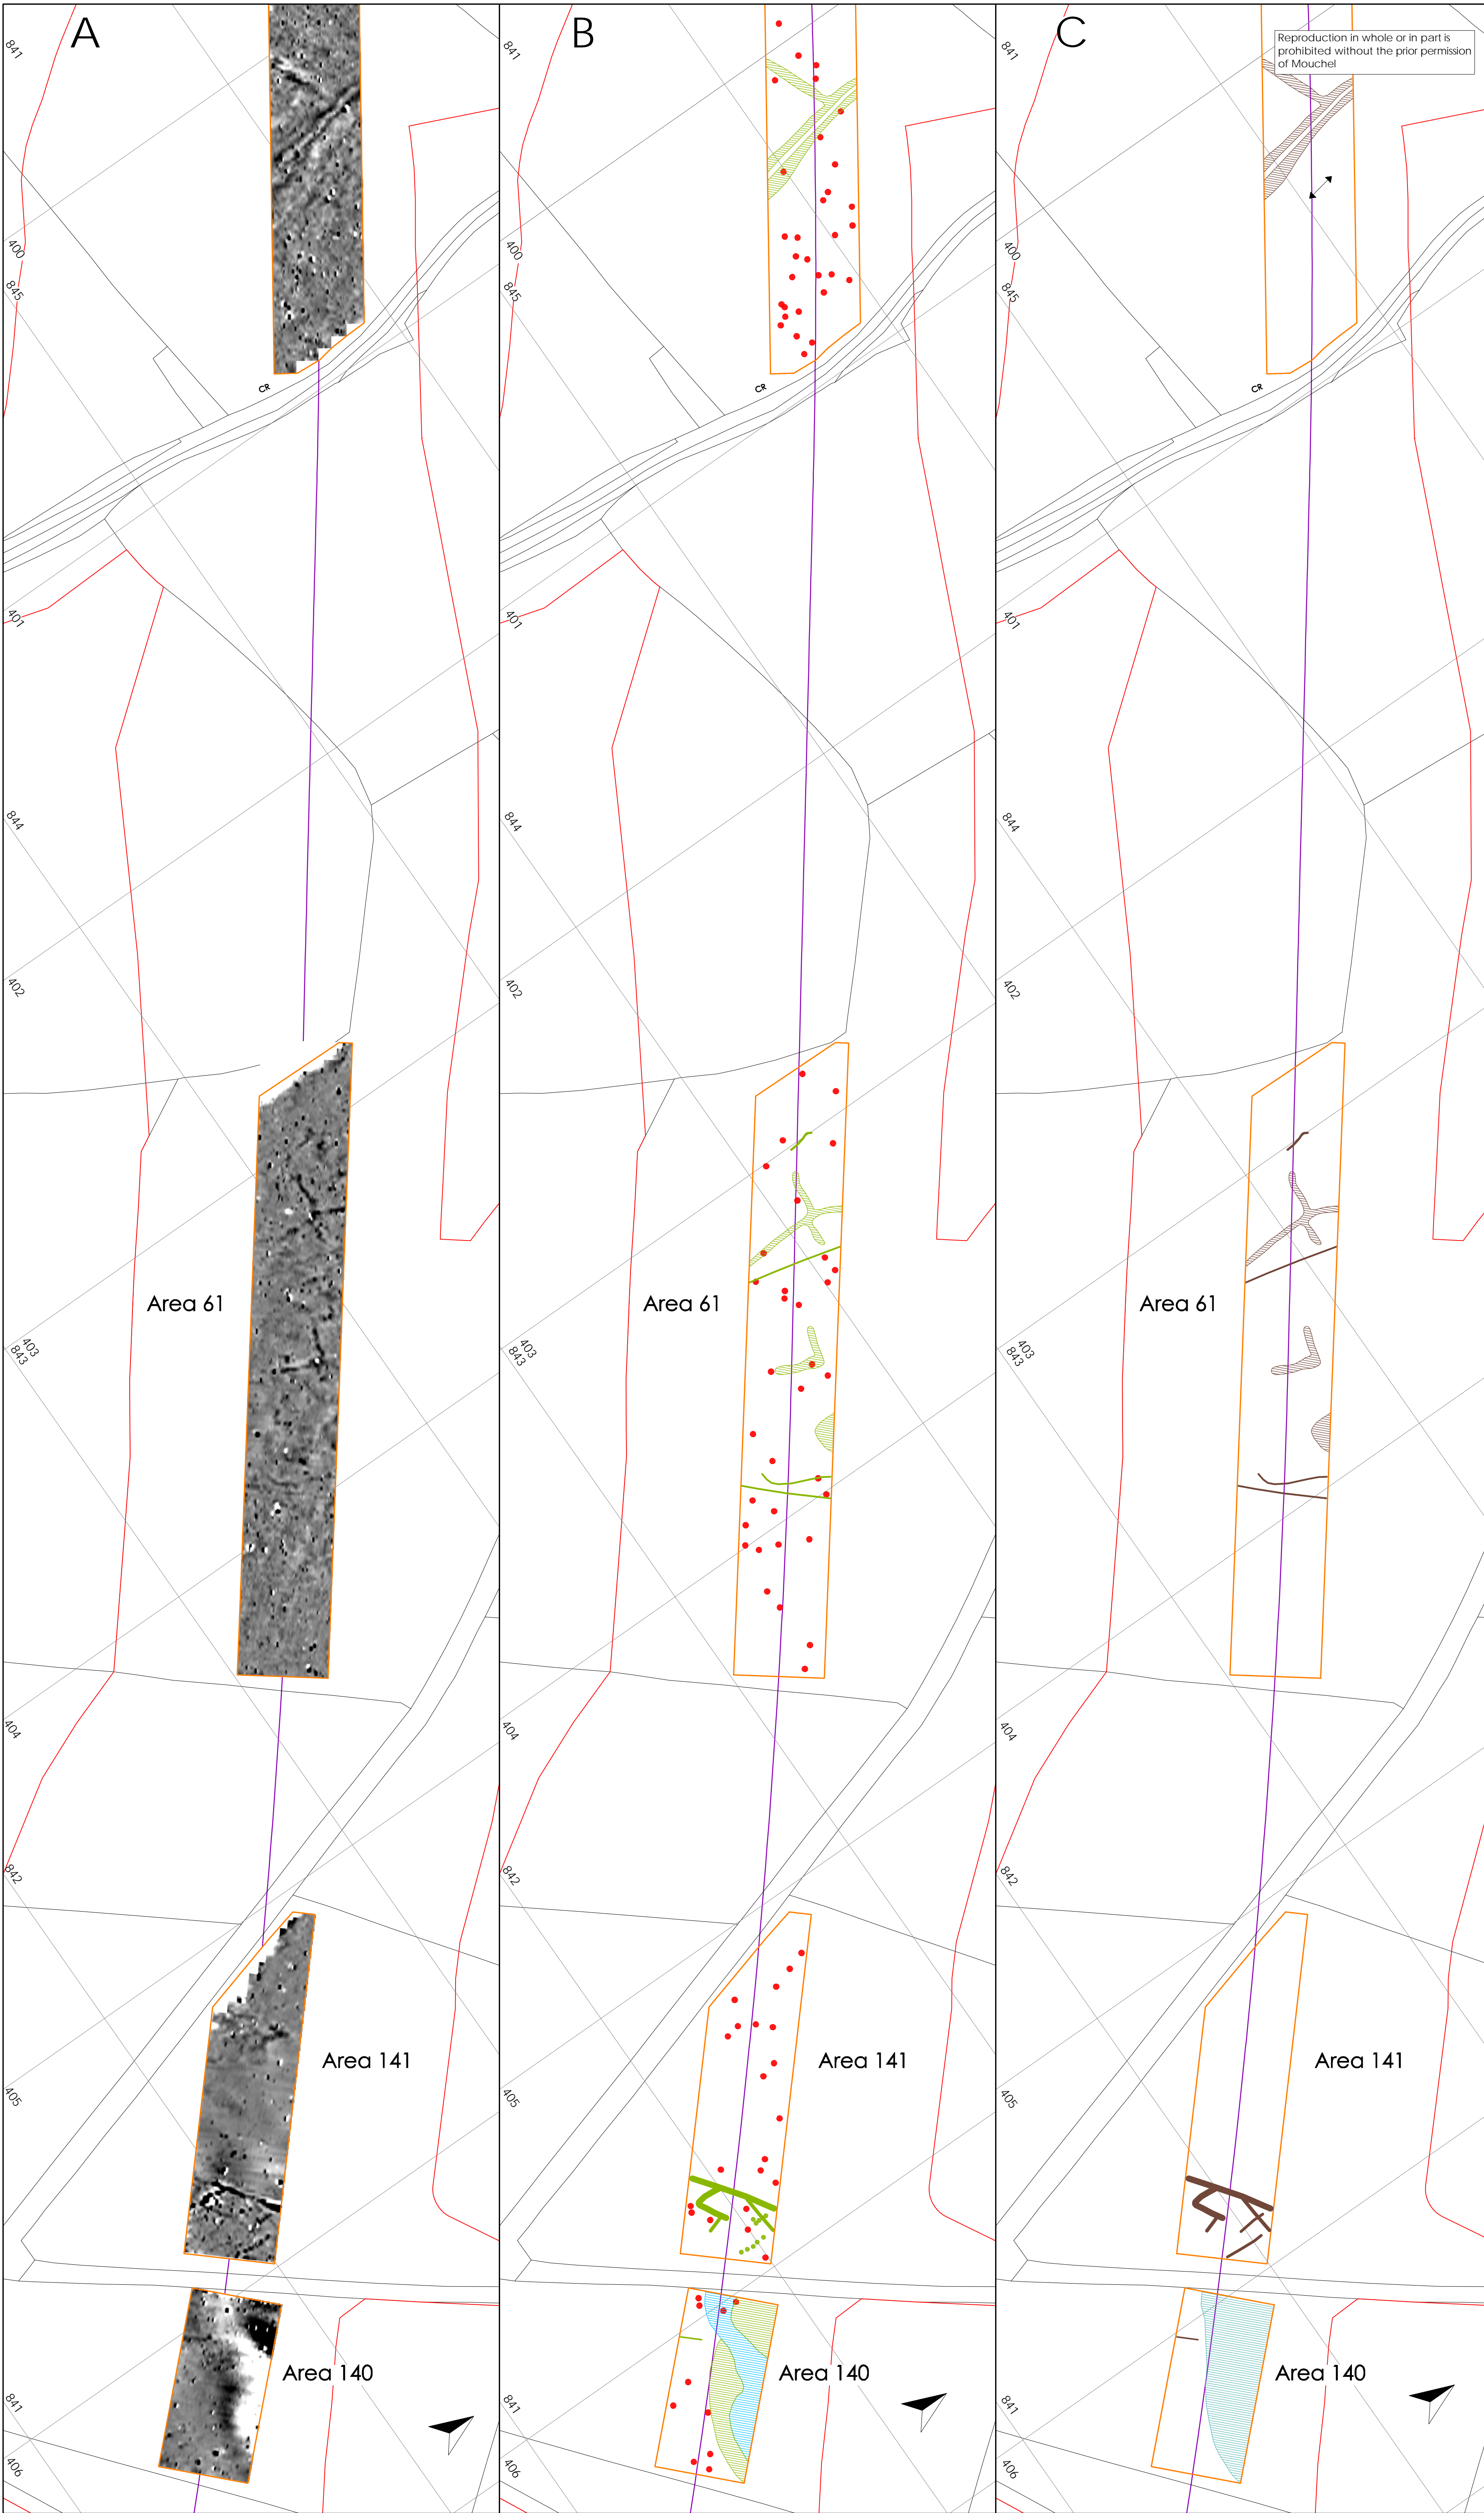 A
841
400
845
CR
401
844
402
Area 61
403
843
404
842
Area 141
405
Area 140
841
406
B
841
400
845
CR
401
844
402
Area 61
403
843
404
842
Area 141
405
Area 140
841
406
C
Reproduction in whole or in part is
prohibited without the prior permission
of Mouchel
841
400
845
CR
401
844
402
Area 61
403
843
404
842
Area 141
405
Area 140
841
406